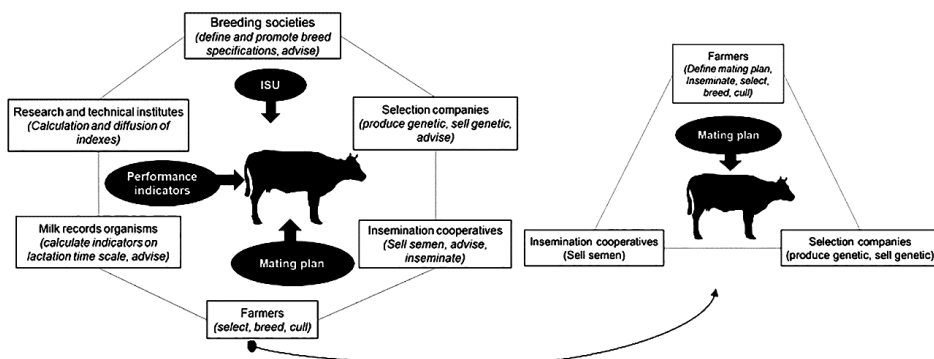 Breeding societies
(define and promote breed
specifications, advise)
ISU
Research and technical institutes
(Calculation and diffusion of
indexes)
Selection companies
(produce genetic, sell genetic,
advise)
Performance
indicators
Milk records organisms
(calculate indicators on
lactation time scale, advise)
Insemination cooperatives
(Sell semen, advise,
inseminate)
Mating plan
Farmers
(select, breed, cull)
Farmers
(Define mating plan,
Inseminate, select,
breed, cull)
Mating plan
Insemination cooperatives
(Sell semen)
Selection companies
(produce genetic, sell genetic)